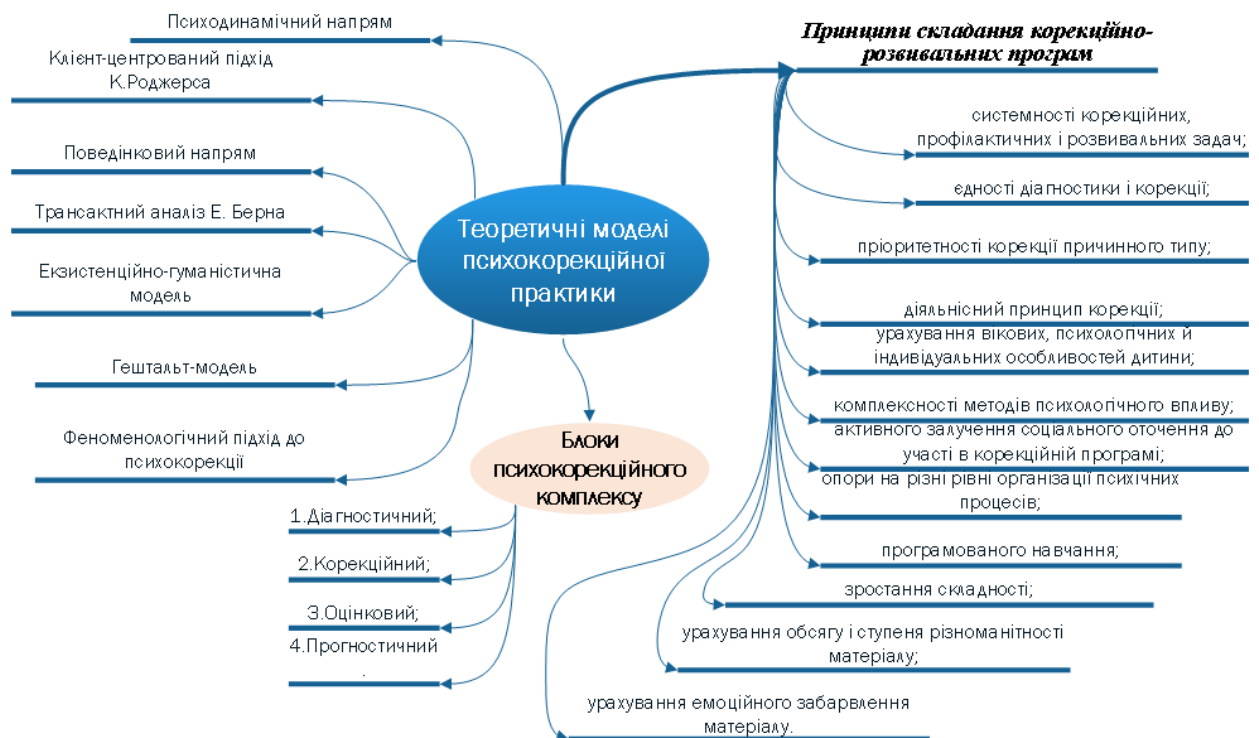 Психодинамічний напрям
Клієнт-центрований підхід
К.Роджерса
Поведінковий напрям
Трансактний аналіз Е. Берна
Екзистенційно-гуманістична
модель
Гештальт-модель
Феноменологічний підхід до
психокорекції
Теоретичні моделі
психокорекційної
практики
Блоки
психокорекційного
комплексу
1.Діагностичний;
2.Корекційний;
3.Оцінковий;
4.Прогностичний
.
Принципи складання корекційно-
розвивальних програм
системності корекційних,
профілактичних і розвивальних задач;
єдності діагностики і корекції;
пріоритетності корекції причинного типу;
діяльнісний принцип корекції;
урахування вікових, психологічних й
індивідуальних особливостей дитини;
комплексності методів психологічного впливу;
активного залучення соціального оточення до
участі в корекційній програмі;
опори на різні рівні організації психічних
процесів;
програмованого навчання;
зростання складності;
урахування обсягу і ступеня різноманітності
матеріалу;
урахування емоційного забарвлення
матеріалу.